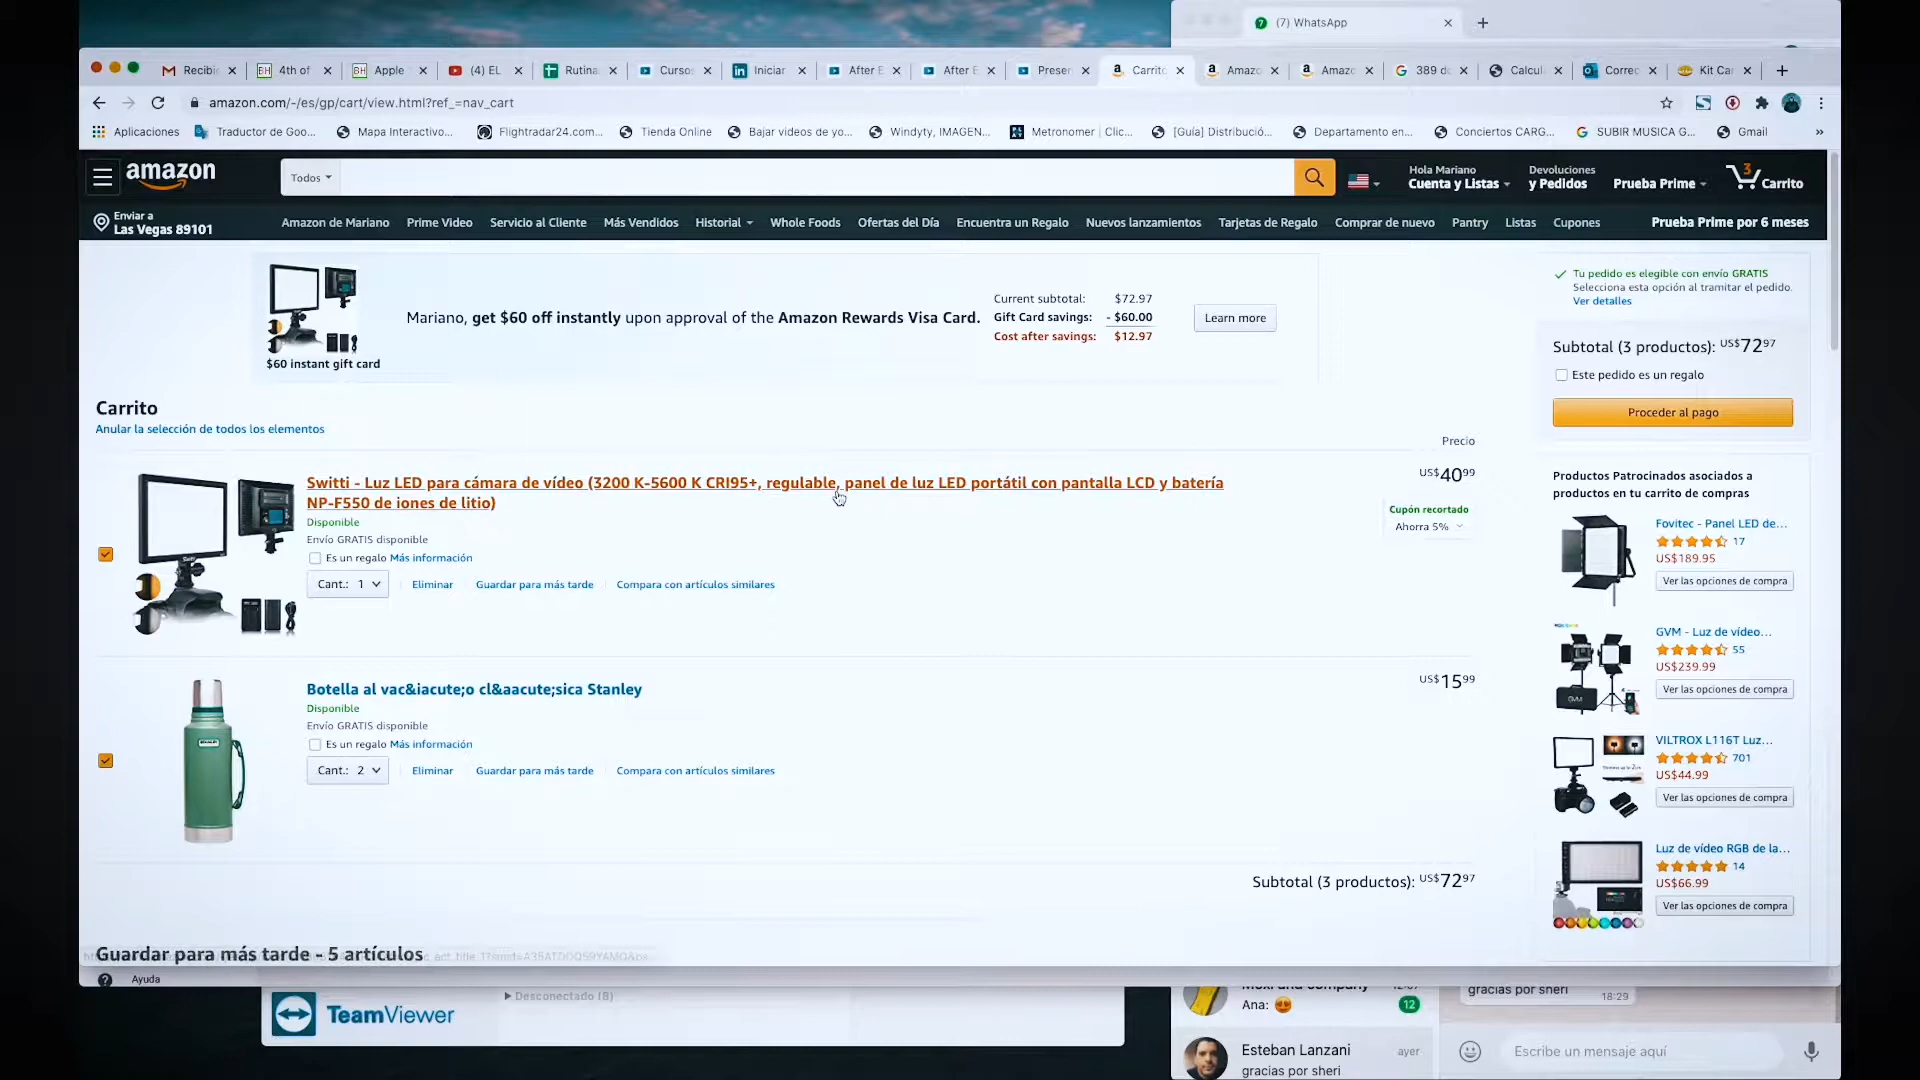 (7) WhatsApp
Recibi
4th of
Apple
(4) EL
Rutina
Cursos
Iniciar
After E
After E
Preser
Carrito
Amazo
Amazo
389 do
Calcul
Correo
Kit Car
amazon.com/-/es/gp/cart/view.html?ref_=nav_cart
Aplicaciones
Traductor de Goo...
Mapa Interactivo...
Flightradar24.com...
Tienda Online
Bajar videos de yo...
Windyty, IMAGEN...
Metronomer | Clic...
[Guía] Distribució...
Departamento en...
Conciertos CARG...
SUBIR MUSICA G...
Gmail
»
amazon
Todos
Hola Mariano
Cuenta y Listas
Devoluciones
y Pedidos
Prueba Prime
3
Carrito
Enviar a
Las Vegas 89101
Amazon de Mariano
Prime Video
Servicio al Cliente
Más Vendidos
Historial
Whole Foods
Ofertas del Día
Encuentra un Regalo
Nuevos lanzamientos
Tarjetas de Regalo
Comprar de nuevo
Pantry
Listas
Cupones
Prueba Prime por 6 meses
$60 instant gift card
Mariano, get $60 off instantly upon approval of the Amazon Rewards Visa Card.
Current subtotal: $72.97
Gift Card savings: - $60.00
Cost after savings: $12.97
Learn more
Tu pedido es elegible con envío GRATIS
Selecciona esta opción al tramitar el pedido.
Ver detalles
Subtotal (3 productos): US$72 97
Este pedido es un regalo
Proceder al pago
Carrito
Anular la selección de todos los elementos
Precio
Switti - Luz LED para cámara de vídeo (3200 K-5600 K CRI95+, regulable, panel de luz LED portátil con pantalla LCD y batería
NP-F550 de iones de litio)
US$40 99
Disponible
Envío GRATIS disponible
Es un regalo Más información
Cant.: 1
Eliminar
Guardar para más tarde
Compara con artículos similares
Cupón recortado
Ahorra 5%
Botella al vac&iacute;o cl&aacute;sica Stanley
US$15 99
Disponible
Envío GRATIS disponible
Es un regalo Más información
Cant.: 2
Eliminar
Guardar para más tarde
Compara con artículos similares
Subtotal (3 productos): US$72 97
Productos Patrocinados asociados a
productos en tu carrito de compras
Fovitec - Panel LED de...
17
US$189.95
Ver las opciones de compra
GVM - Luz de vídeo...
55
US$239.99
Ver las opciones de compra
VILTROX L116T Luz...
701
US$44.99
Ver las opciones de compra
Luz de vídeo RGB de la...
14
US$66.99
Ver las opciones de compra
Guardar para más tarde - 5 artículos
Ayuda
TeamViewer
Desconectado (8)
Ana:
12
Esteban Lanzani
ayer
gracias por sheri
gracias por sheri
18:29
Escribe un mensaje aquí